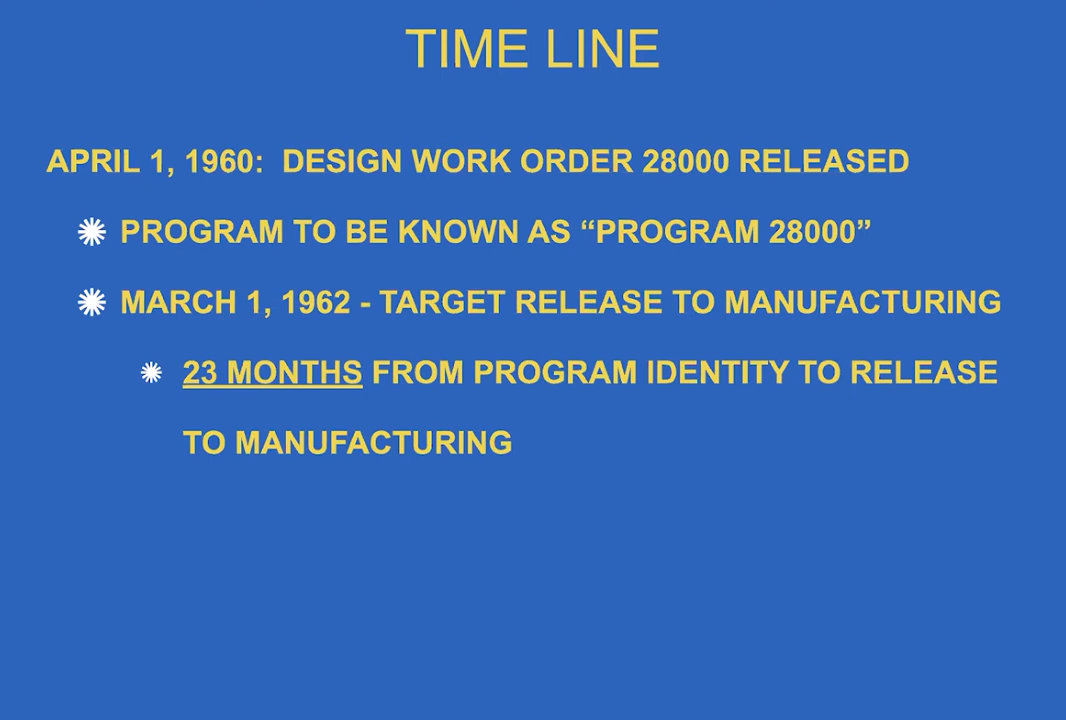 TIME LINE
APRIL 1, 1960:  DESIGN WORK ORDER 28000 RELEASED
PROGRAM TO BE KNOWN AS “PROGRAM 28000”
MARCH 1, 1962 - TARGET RELEASE TO MANUFACTURING
23 MONTHS FROM PROGRAM IDENTITY TO RELEASE
TO MANUFACTURING